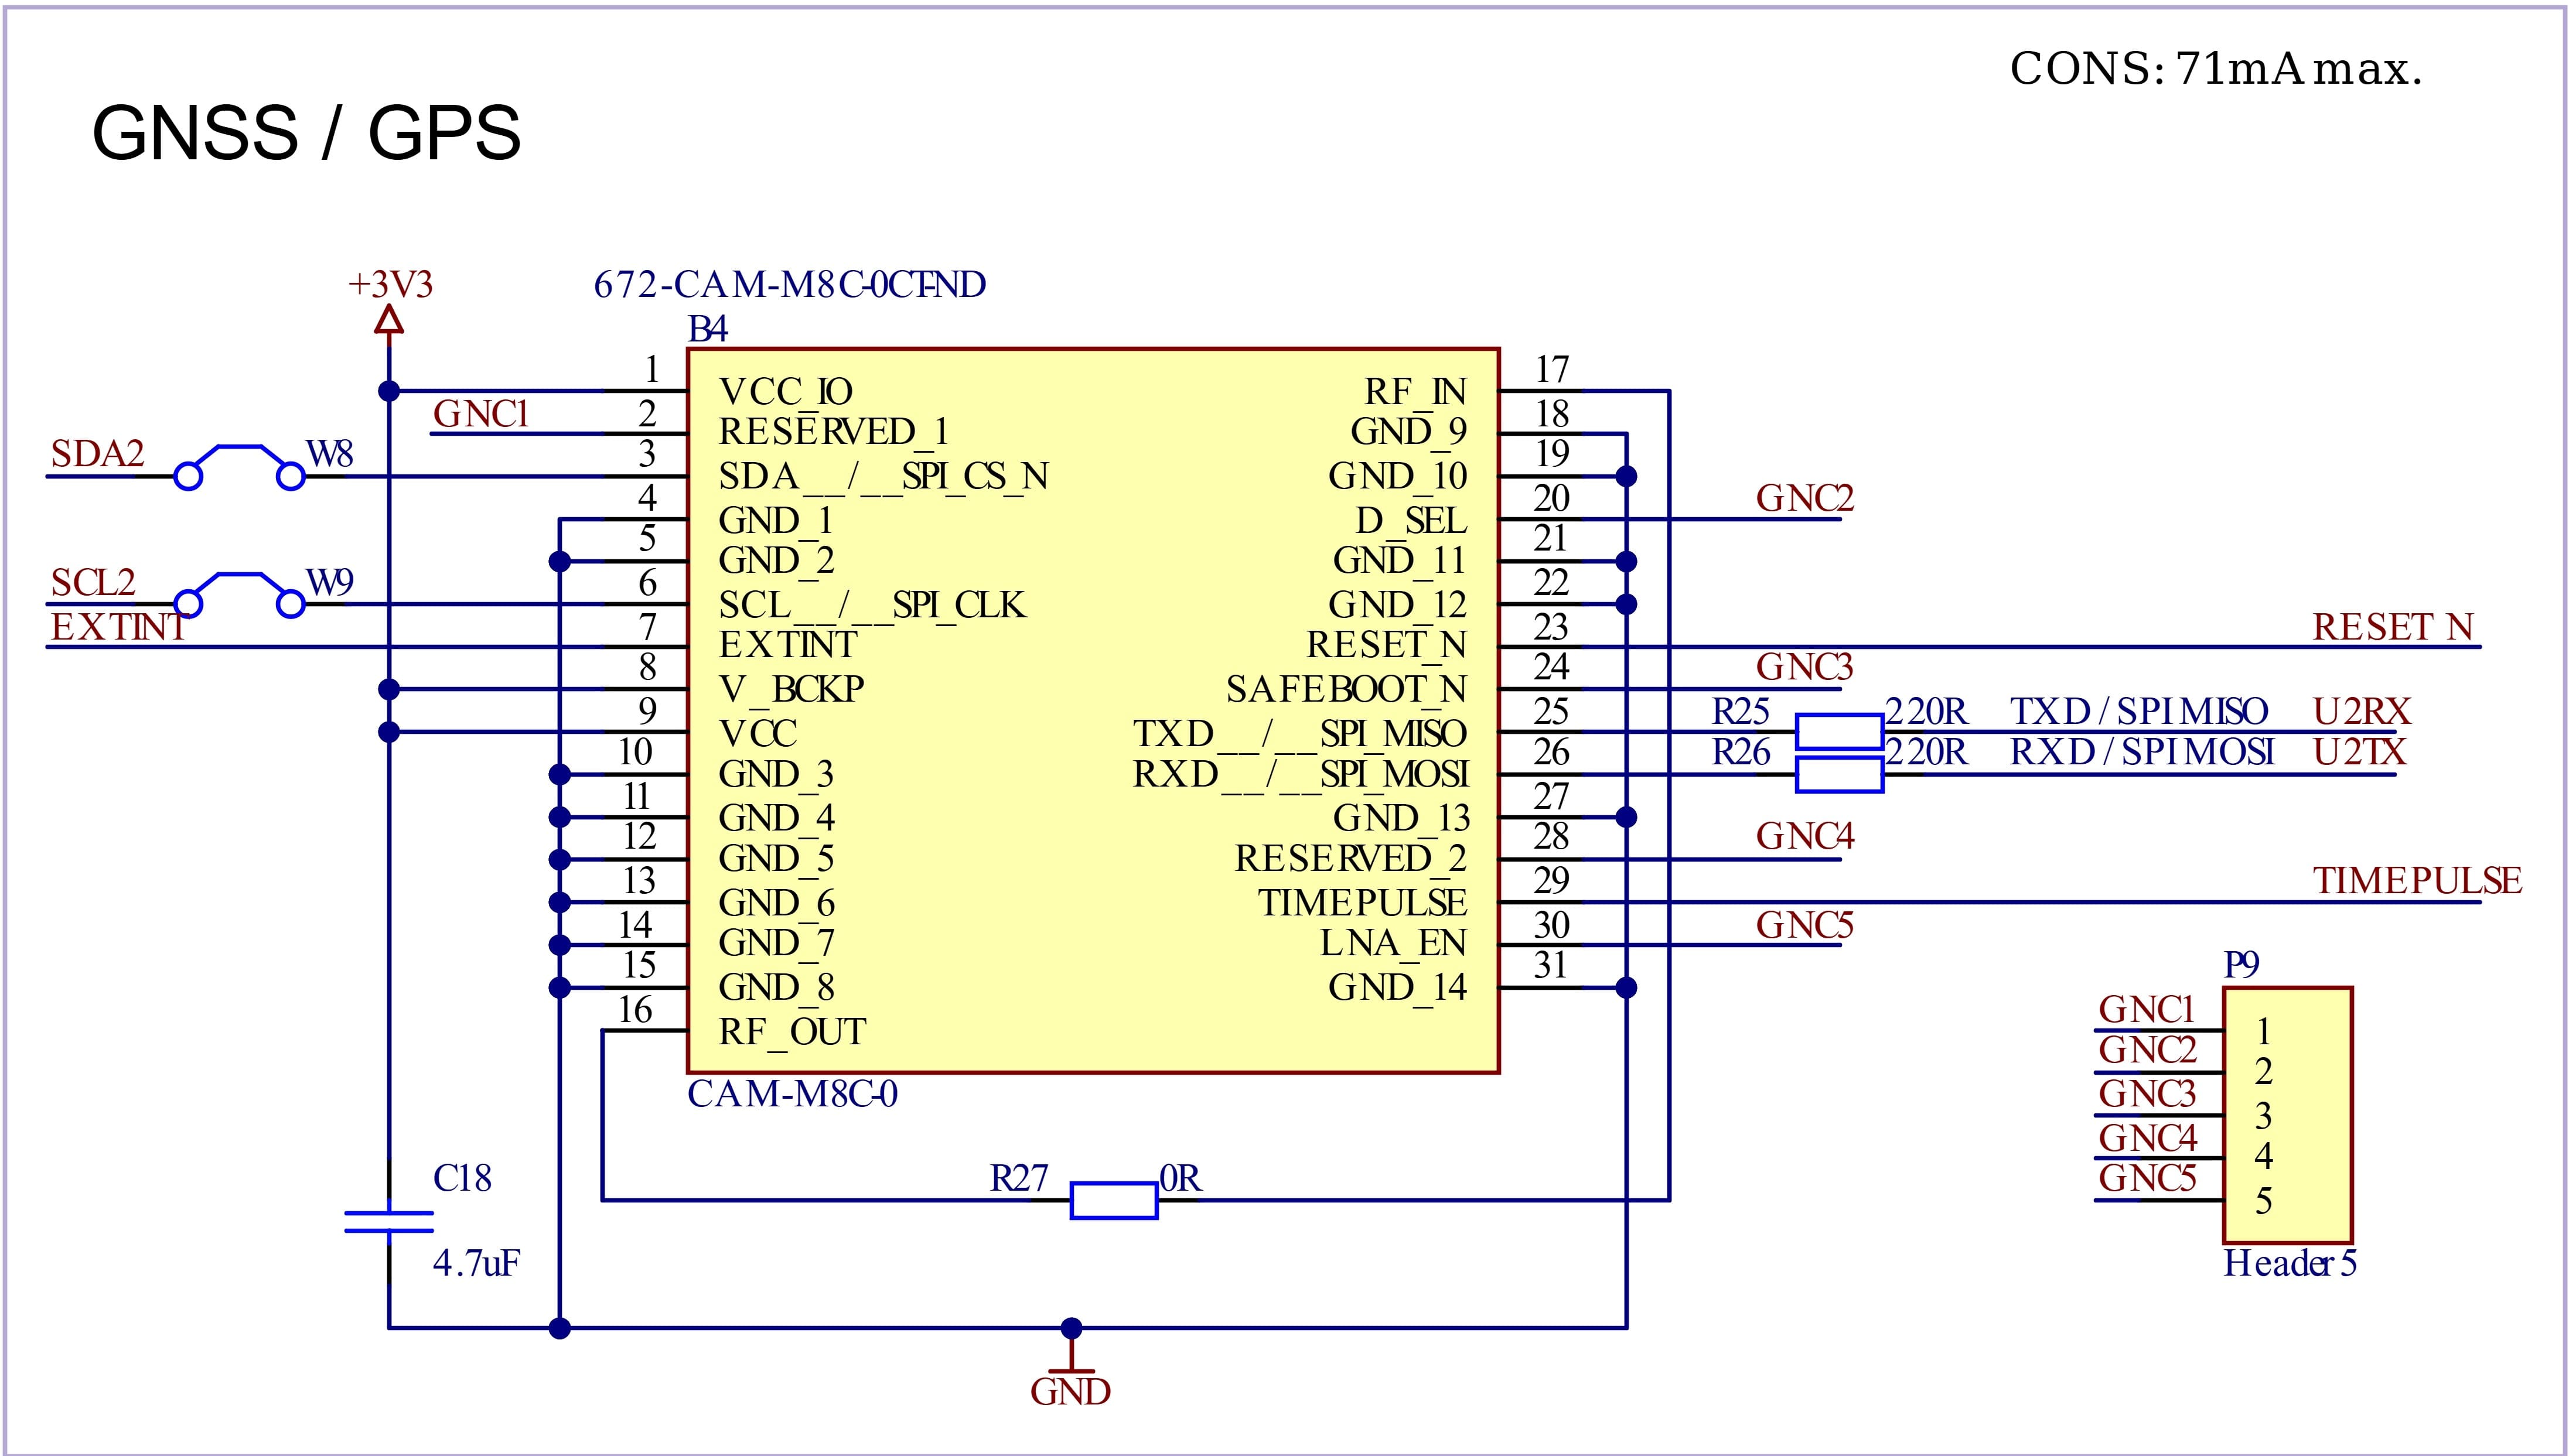 CONS: 71mA max.
GNSS / GPS
+3V3
672-CAM-M8C-0CT-ND
B4
GNC1
SDA2
W8
SCL2
W9
EXTINT
1 VCC_IO
2 RESERVED_1
3 SDA__/__SPI_CS_N
4 GND_1
5 GND_2
6 SCL__/__SPI_CLK
7 EXTINT
8 V_BCKP
9 VCC
10 GND_3
11 GND_4
12 GND_5
13 GND_6
14 GND_7
15 GND_8
16 RF_OUT
RF_IN 17
GND_9 18
GND_10 19
D_SEL 20 GNC2
GND_11 21
GND_12 22
RESET_N 23 RESET N
SAFEBOOT_N 24 GNC3
TXD__/__SPI_MISO 25 R25 220R TXD / SPI MISO U2RX
RXD__/__SPI_MOSI 26 R26 220R RXD / SPI MOSI U2TX
GND_13 27
RESERVED_2 28 GNC4
TIMEPULSE 29 TIMEPULSE
LNA_EN 30 GNC5
GND_14 31
CAM-M8C-0
P9
GNC1 1
GNC2 2
GNC3 3
GNC4 4
GNC5 5
Header 5
C18
4.7uF
R27 0R
GND